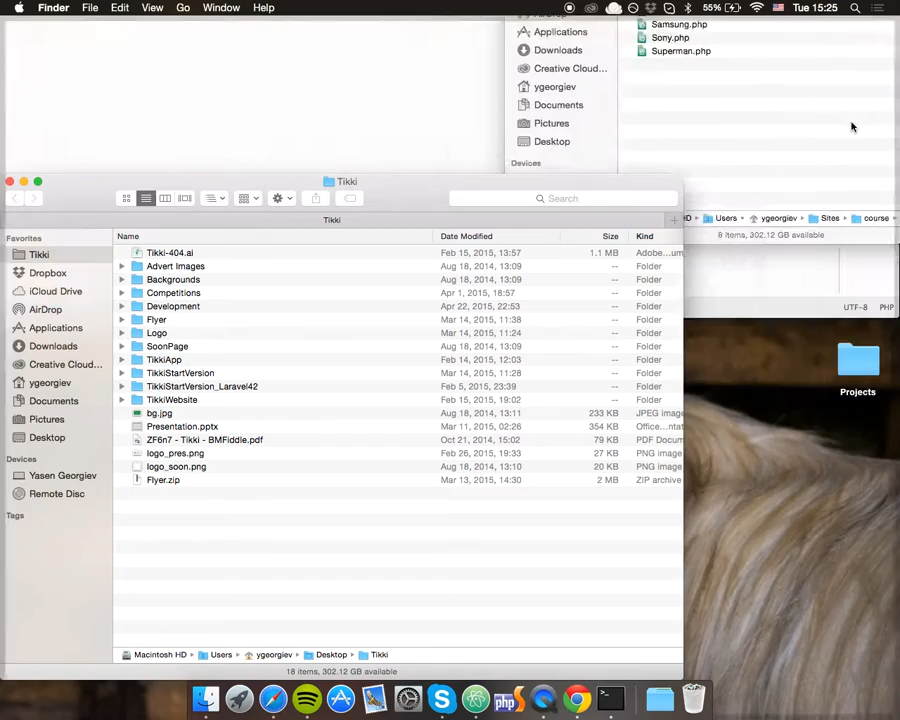 Finder File Edit View Go Window Help 55% Tue 15:25
Applications
Downloads
Creative Cloud...
ygeorgiev
Documents
Pictures
Desktop
Devices
Samsung.php
Sony.php
Superman.php
HD Users ygeorgiev Sites course
8 items, 302.12 GB available
UTF-8 PHP
Projects
Tikki
Search
Tikki
Name Date Modified Size Kind
Favorites
Tikki
Dropbox
iCloud Drive
AirDrop
Applications
Downloads
Creative Cloud...
ygeorgiev
Documents
Pictures
Desktop
Devices
Yasen Georgiev
Remote Disc
Tags
Tikki-404.ai Feb 15, 2015, 13:57 1.1 MB Adobe...um
Advert Images Aug 18, 2014, 13:09 -- Folder
Backgrounds Aug 18, 2014, 13:09 -- Folder
Competitions Apr 1, 2015, 18:57 -- Folder
Development Apr 22, 2015, 22:53 -- Folder
Flyer Mar 14, 2015, 11:38 -- Folder
Logo Mar 14, 2015, 11:24 -- Folder
SoonPage Aug 18, 2014, 13:09 -- Folder
TikkiApp Feb 14, 2015, 12:03 -- Folder
TikkiStartVersion Mar 14, 2015, 11:28 -- Folder
TikkiStartVersion_Laravel42 Feb 5, 2015, 23:39 -- Folder
TikkiWebsite Feb 15, 2015, 19:02 -- Folder
bg.jpg Aug 18, 2014, 13:11 233 KB JPEG image
Presentation.pptx Mar 11, 2015, 02:26 354 KB Office...ntat
ZF6n7 - Tikki - BMFiddle.pdf Oct 21, 2014, 15:02 79 KB PDF Docum
logo_pres.png Feb 26, 2015, 19:33 27 KB PNG image
logo_soon.png Aug 18, 2014, 13:10 20 KB PNG image
Flyer.zip Mar 13, 2015, 14:30 2 MB ZIP archive
Macintosh HD Users ygeorgiev Desktop Tikki
18 items, 302.12 GB available
php